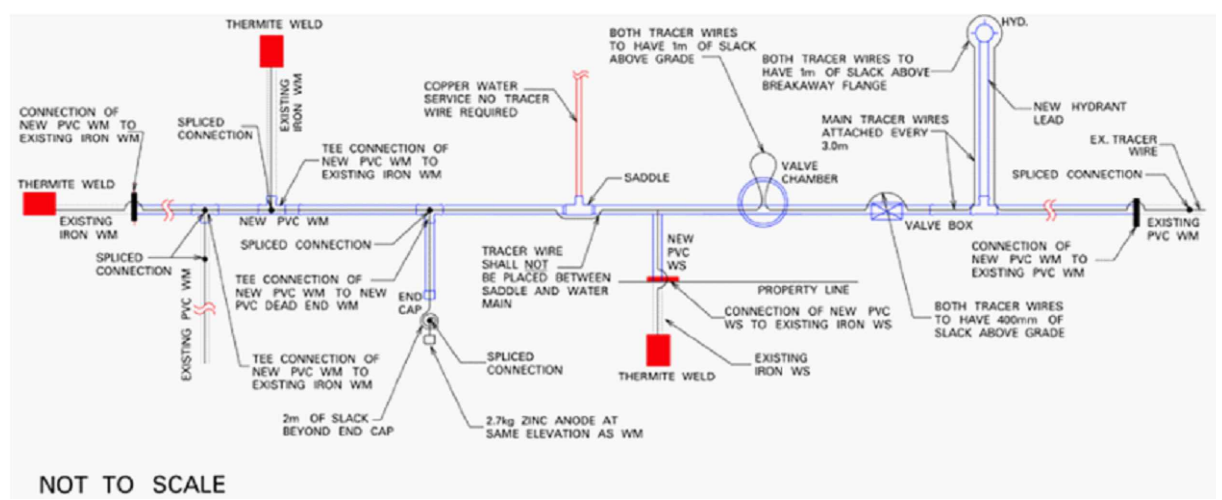 THERMITE WELD
EXISTING
IRON WM
CONNECTION OF
NEW PVC WM TO
EXISTING IRON WM
SPLICED
CONNECTION
TEE CONNECTION OF
NEW PVC WM TO
EXISTING IRON WM
THERMITE WELD
EXISTING
IRON WM
NEW PVC WM
SPLICED
CONNECTION
EXISTING PVC WM
TEE CONNECTION OF
NEW PVC WM TO
EXISTING IRON WM
SPLICED CONNECTION
TEE CONNECTION OF
NEW PVC WM TO NEW
PVC DEAD END WM
END
CAP
SPLICED
CONNECTION
2m OF SLACK
BEYOND END CAP
2.7kg ZINC ANODE AT
SAME ELEVATION AS WM
COPPER WATER
SERVICE NO TRACER
WIRE REQUIRED
SADDLE
TRACER WIRE
SHALL NOT
BE PLACED BETWEEN
SADDLE AND WATER
MAIN
BOTH TRACER WIRES
TO HAVE 1m OF SLACK
ABOVE GRADE
VALVE
CHAMBER
NEW
PVC
WS
PROPERTY LINE
CONNECTION OF NEW PVC
WS TO EXISTING IRON WS
EXISTING
IRON WS
THERMITE WELD
HYD.
BOTH TRACER WIRES TO
HAVE 1m OF SLACK ABOVE
BREAKAWAY FLANGE
NEW HYDRANT
LEAD
MAIN TRACER WIRES
ATTACHED EVERY
3.0m
VALVE BOX
BOTH TRACER WIRES
TO HAVE 400mm OF
SLACK ABOVE GRADE
EX. TRACER
WIRE
SPLICED CONNECTION
EXISTING
PVC WM
CONNECTION OF
NEW PVC WM TO
EXISTING PVC WM
NOT TO SCALE